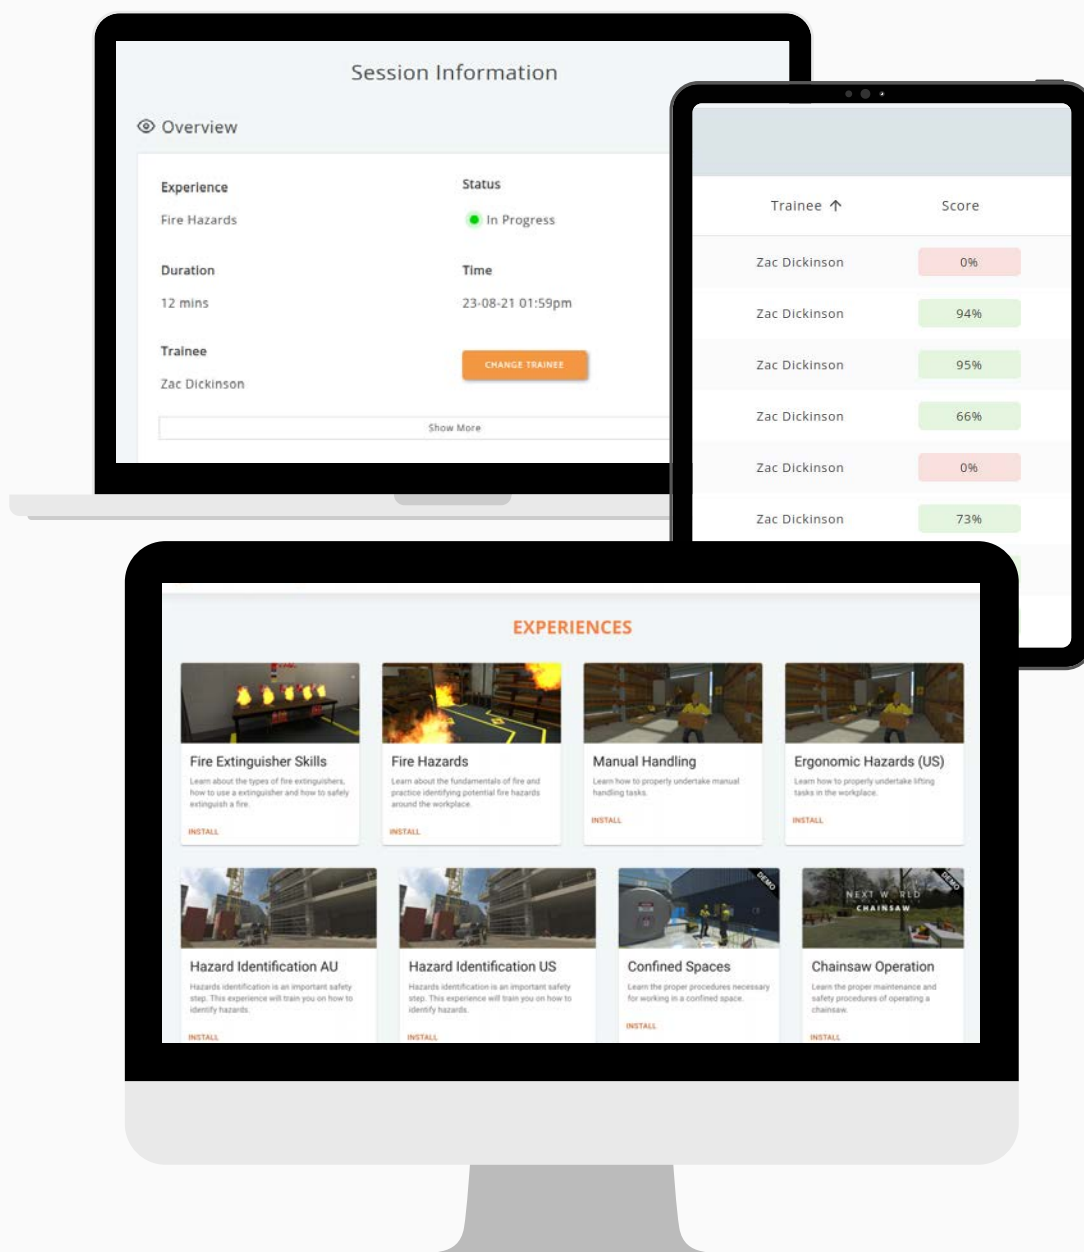 Session Information
Overview
Experience
Status
Fire Hazards
In Progress
Duration
Time
12 mins
23-08-21 01:59pm
Trainee
CHANGE TRAINEE
Zac Dickinson
Show More
Trainee ↑ Score
Zac Dickinson 0%
Zac Dickinson 94%
Zac Dickinson 95%
Zac Dickinson 66%
Zac Dickinson 0%
Zac Dickinson 73%
EXPERIENCES
Fire Extinguisher Skills
Learn about the types of fire extinguishers,
how to use a extinguisher and how to safely
extinguish a fire.
INSTALL
Fire Hazards
Learn about the fundamentals of fire and
practice identifying potential fire hazards
around the workplace.
INSTALL
Manual Handling
Learn how to properly undertake manual
handling tasks.
INSTALL
Ergonomic Hazards (US)
Learn how to properly undertake lifting
tasks in the workplace.
INSTALL
Hazard Identification AU
Hazards identification is an important safety
step. This experience will train you on how to
identify hazards.
INSTALL
Hazard Identification US
Hazards identification is an important safety
step. This experience will train you on how to
identify hazards.
INSTALL
DEMO
Confined Spaces
Learn the proper procedures necessary
for working in a confined space.
INSTALL
DEMO
NEXT W RLD
CHAINSAW
Chainsaw Operation
Learn the proper maintenance and
safety procedures of operating a
chainsaw.
INSTALL